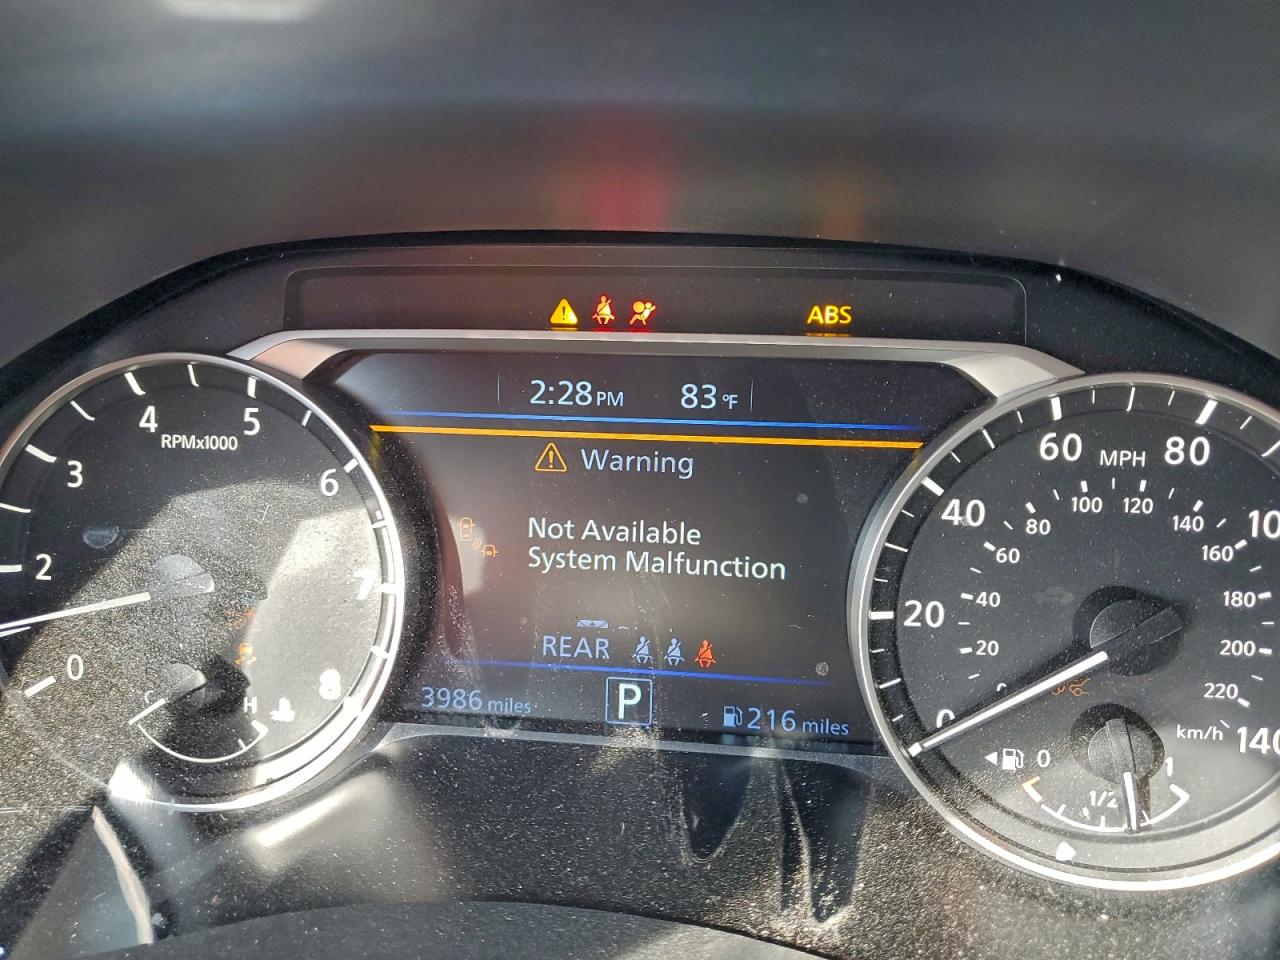 ABS
2:28 PM 83 °F
Warning
Not Available
System Malfunction
REAR
3986 miles
P
216 miles
RPMx1000
0
2
3
4
5
6
7
8
C
H
MPH
0
20
40
60
80
140
km/h
20
40
60
80
100
120
140
160
180
200
220
0
1/2
1